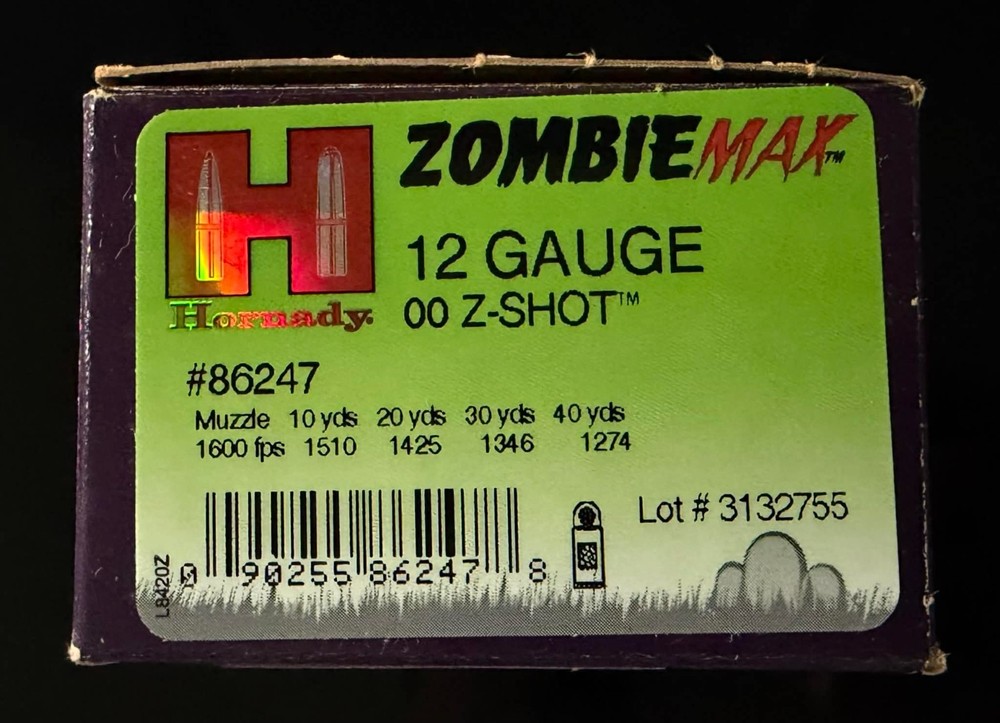 ZOMBIEMAX™
12 GAUGE
00 Z-SHOT™
Hornady®
#86247
Muzzle 10 yds 20 yds 30 yds 40 yds
1600 fps 1510 1425 1346 1274
Lot # 3132755
0 90255 86247 8
L8420Z